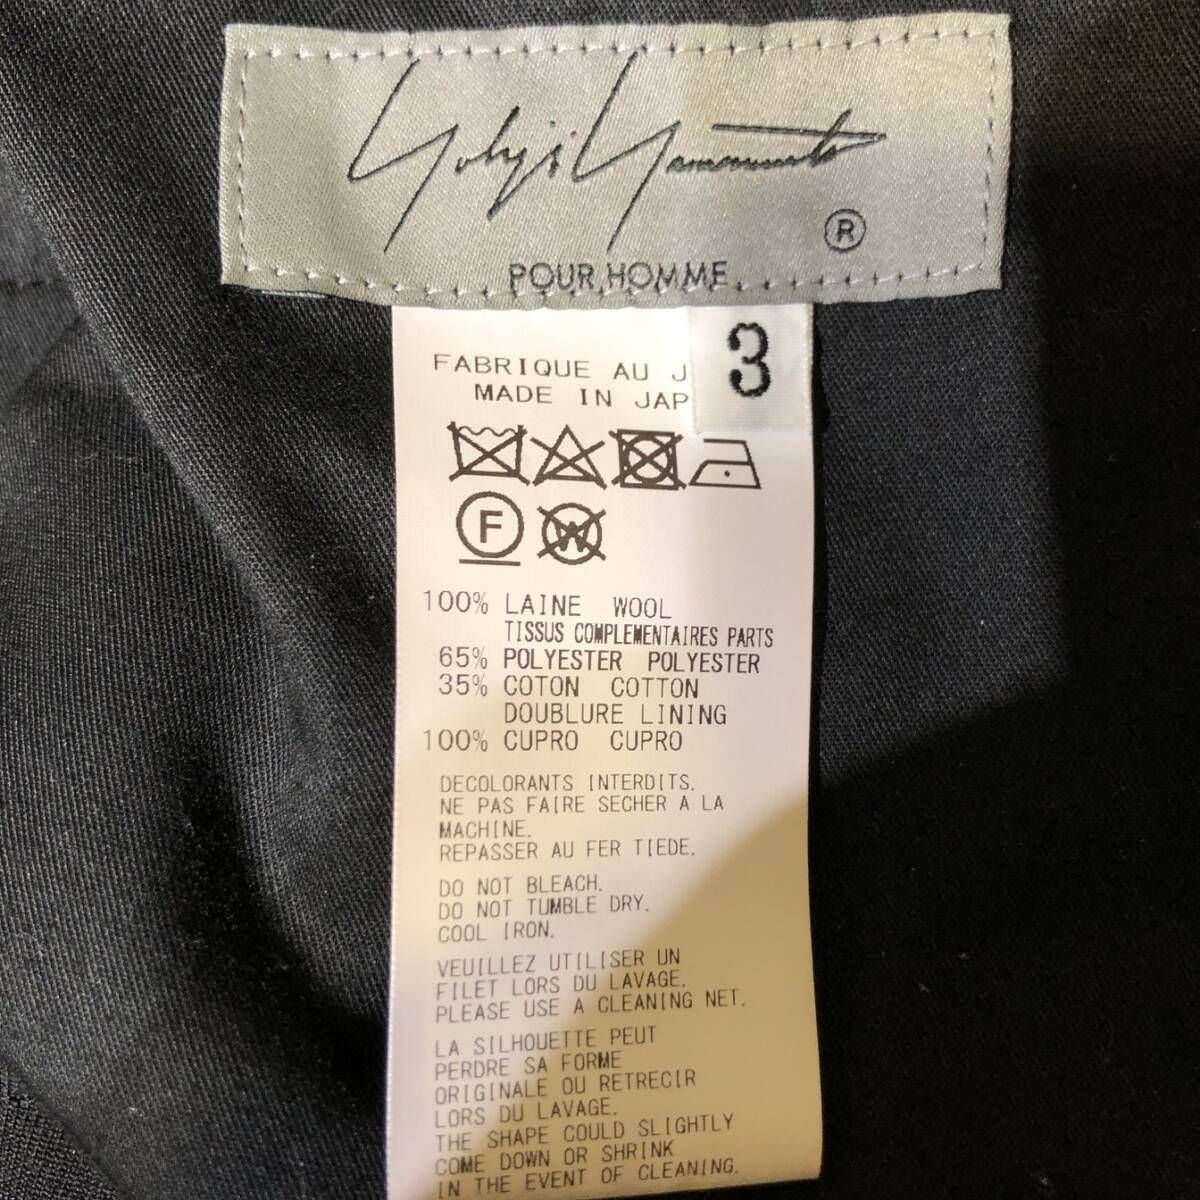 Yohji Yamamoto
®
POUR HOMME
3
FABRIQUE AU J
MADE IN JAP
F
W
100% LAINE WOOL
TISSUS COMPLEMENTAIRES PARTS
65% POLYESTER POLYESTER
35% COTON COTTON
DOUBLURE LINING
100% CUPRO CUPRO
DECOLORANTS INTERDITS.
NE PAS FAIRE SECHER A LA
MACHINE.
REPASSER AU FER TIEDE.
DO NOT BLEACH.
DO NOT TUMBLE DRY.
COOL IRON.
VEUILLEZ UTILISER UN
FILET LORS DU LAVAGE.
PLEASE USE A CLEANING NET.
LA SILHOUETTE PEUT
PERDRE SA FORME
ORIGINALE OU RETRECIR
LORS DU LAVAGE.
THE SHAPE COULD SLIGHTLY
COME DOWN OR SHRINK
IN THE EVENT OF CLEANING.